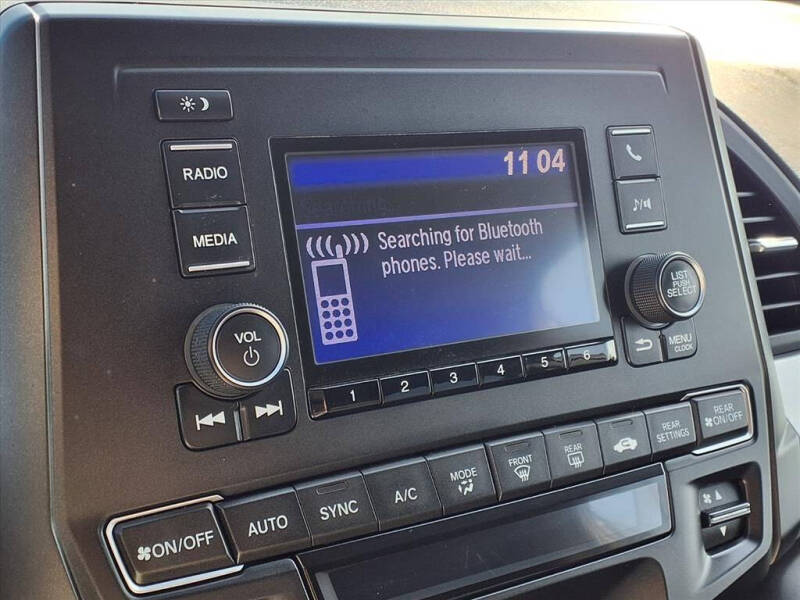 11 04
Searching for Bluetooth
phones. Please wait...
RADIO
MEDIA
VOL
LIST
PUSH
SELECT
MENU
CLOCK
1 2 3 4 5 6
ON/OFF
AUTO
SYNC
A/C
MODE
FRONT
REAR
REAR
SETTINGS
REAR
ON/OFF